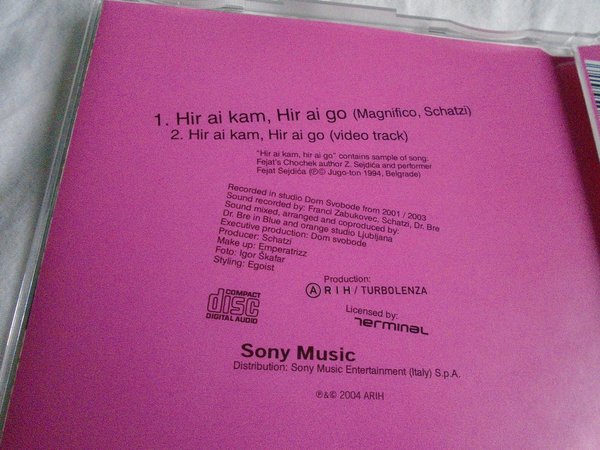 1. Hir ai kam, Hir ai go (Magnifico, Schatzi)
2. Hir ai kam, Hir ai go (video track)
"Hir ai kam, hir ai go" contains sample of song:
Fejat's Chochek author Z. Sejdića and performer
Fejat Sejdića (℗© Jugo-ton 1994, Belgrade)
Recorded in studio Dom Svobode from 2001 / 2003
Sound recorded by: Franci Zabukovec, Schatzi, Dr. Bre
Sound mixed, arranged and coproduced by:
Dr. Bre in Blue and orange studio Ljubljana
Executive production: Dom svobode
Producer: Schatzi
Make up: Emperatrizz
Foto: Igor Škafar
Styling: Egoist
Production:
ARIH / TURBOLENZA
Licensed by:
Terminal
COMPACT
disc
DIGITAL AUDIO
Sony Music
Distribution: Sony Music Entertainment (Italy) S.p.A.
℗&© 2004 ARIH